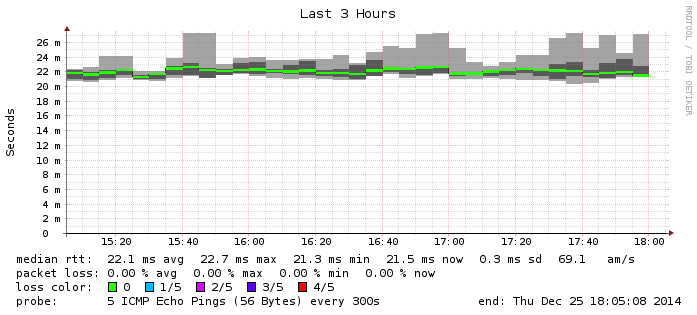 Last 3 Hours
RRDTOOL / TOBI OETIKER
Seconds
26 m
24 m
22 m
20 m
18 m
16 m
14 m
12 m
10 m
8 m
6 m
4 m
2 m
0
15:20 15:40 16:00 16:20 16:40 17:00 17:20 17:40 18:00
median rtt: 22.1 ms avg 22.7 ms max 21.3 ms min 21.5 ms now 0.3 ms sd 69.1 am/s
packet loss: 0.00 % avg 0.00 % max 0.00 % min 0.00 % now
loss color: 0 1/5 2/5 3/5 4/5
probe: 5 ICMP Echo Pings (56 Bytes) every 300s end: Thu Dec 25 18:05:08 2014